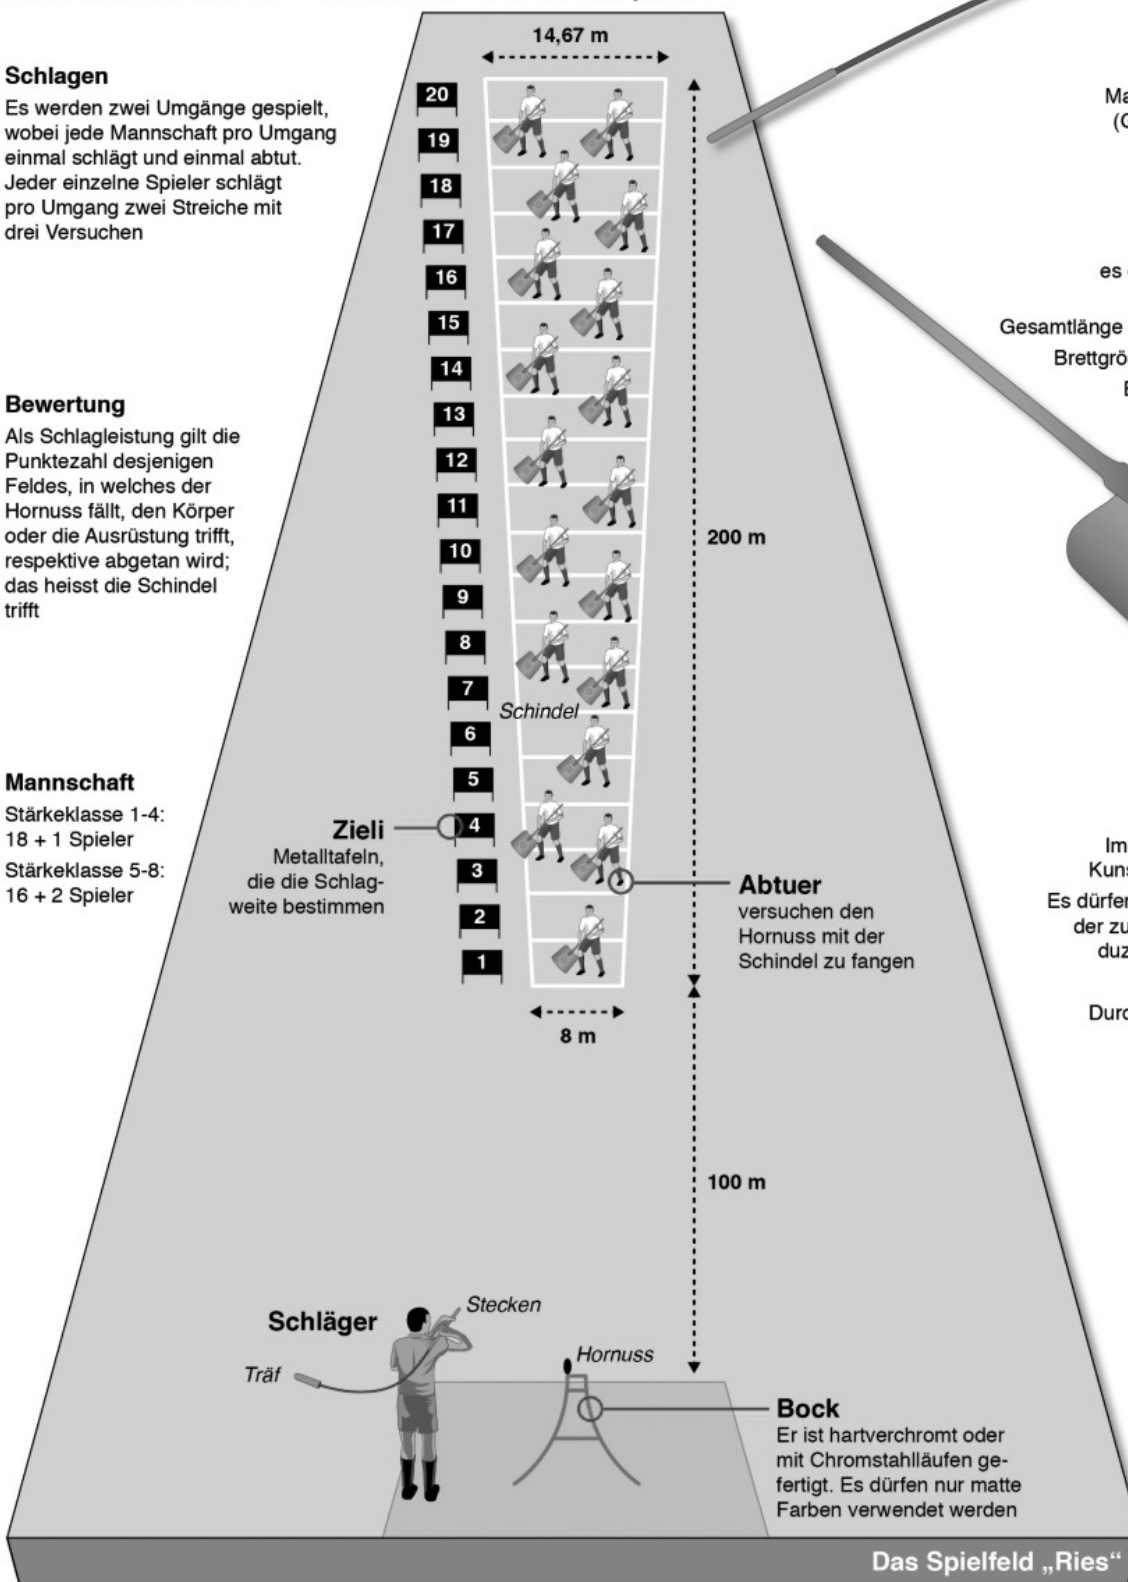 14,67 m
Schlagen
Es werden zwei Umgänge gespielt,
wobei jede Mannschaft pro Umgang
einmal schlägt und einmal abtut.
Jeder einzelne Spieler schlägt
pro Umgang zwei Streiche mit
drei Versuchen
Bewertung
Als Schlagleistung gilt die
Punktezahl desjenigen
Feldes, in welches der
Hornuss fällt, den Körper
oder die Ausrüstung trifft,
respektive abgetan wird;
das heisst die Schindel
trifft
Mannschaft
Stärkeklasse 1-4:
18 + 1 Spieler
Stärkeklasse 5-8:
16 + 2 Spieler
20
19
18
17
16
15
14
13
12
11
10
9
8
7
6
5
4
3
2
1
Schindel
Zieli
Metalltafeln,
die die Schlag-
weite bestimmen
200 m
Abtuer
versuchen den
Hornuss mit der
Schindel zu fangen
8 m
100 m
Schläger
Stecken
Träf
Hornuss
Bock
Er ist hartverchromt oder
mit Chromstahlläufen ge-
fertigt. Es dürfen nur matte
Farben verwendet werden
es
Gesamtlänge
Es dürfen
der zu
Das Spielfeld „Ries“